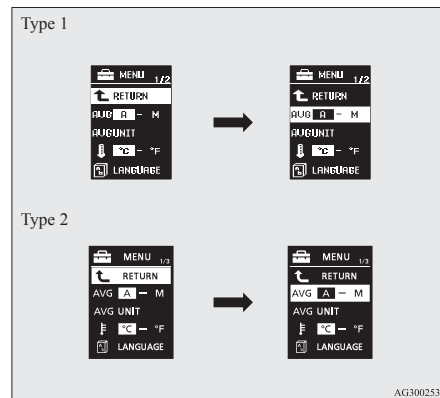 Type 1
MENU 1/2
RETURN
AVG A – M
AVGUNIT
°C – °F
LANGUAGE
MENU 1/2
RETURN
AVG A – M
AVGUNIT
°C – °F
LANGUAGE
Type 2
MENU 1/3
RETURN
AVG A – M
AVG UNIT
°C – °F
LANGUAGE
MENU 1/3
RETURN
AVG A – M
AVG UNIT
°C – °F
LANGUAGE
AG300253